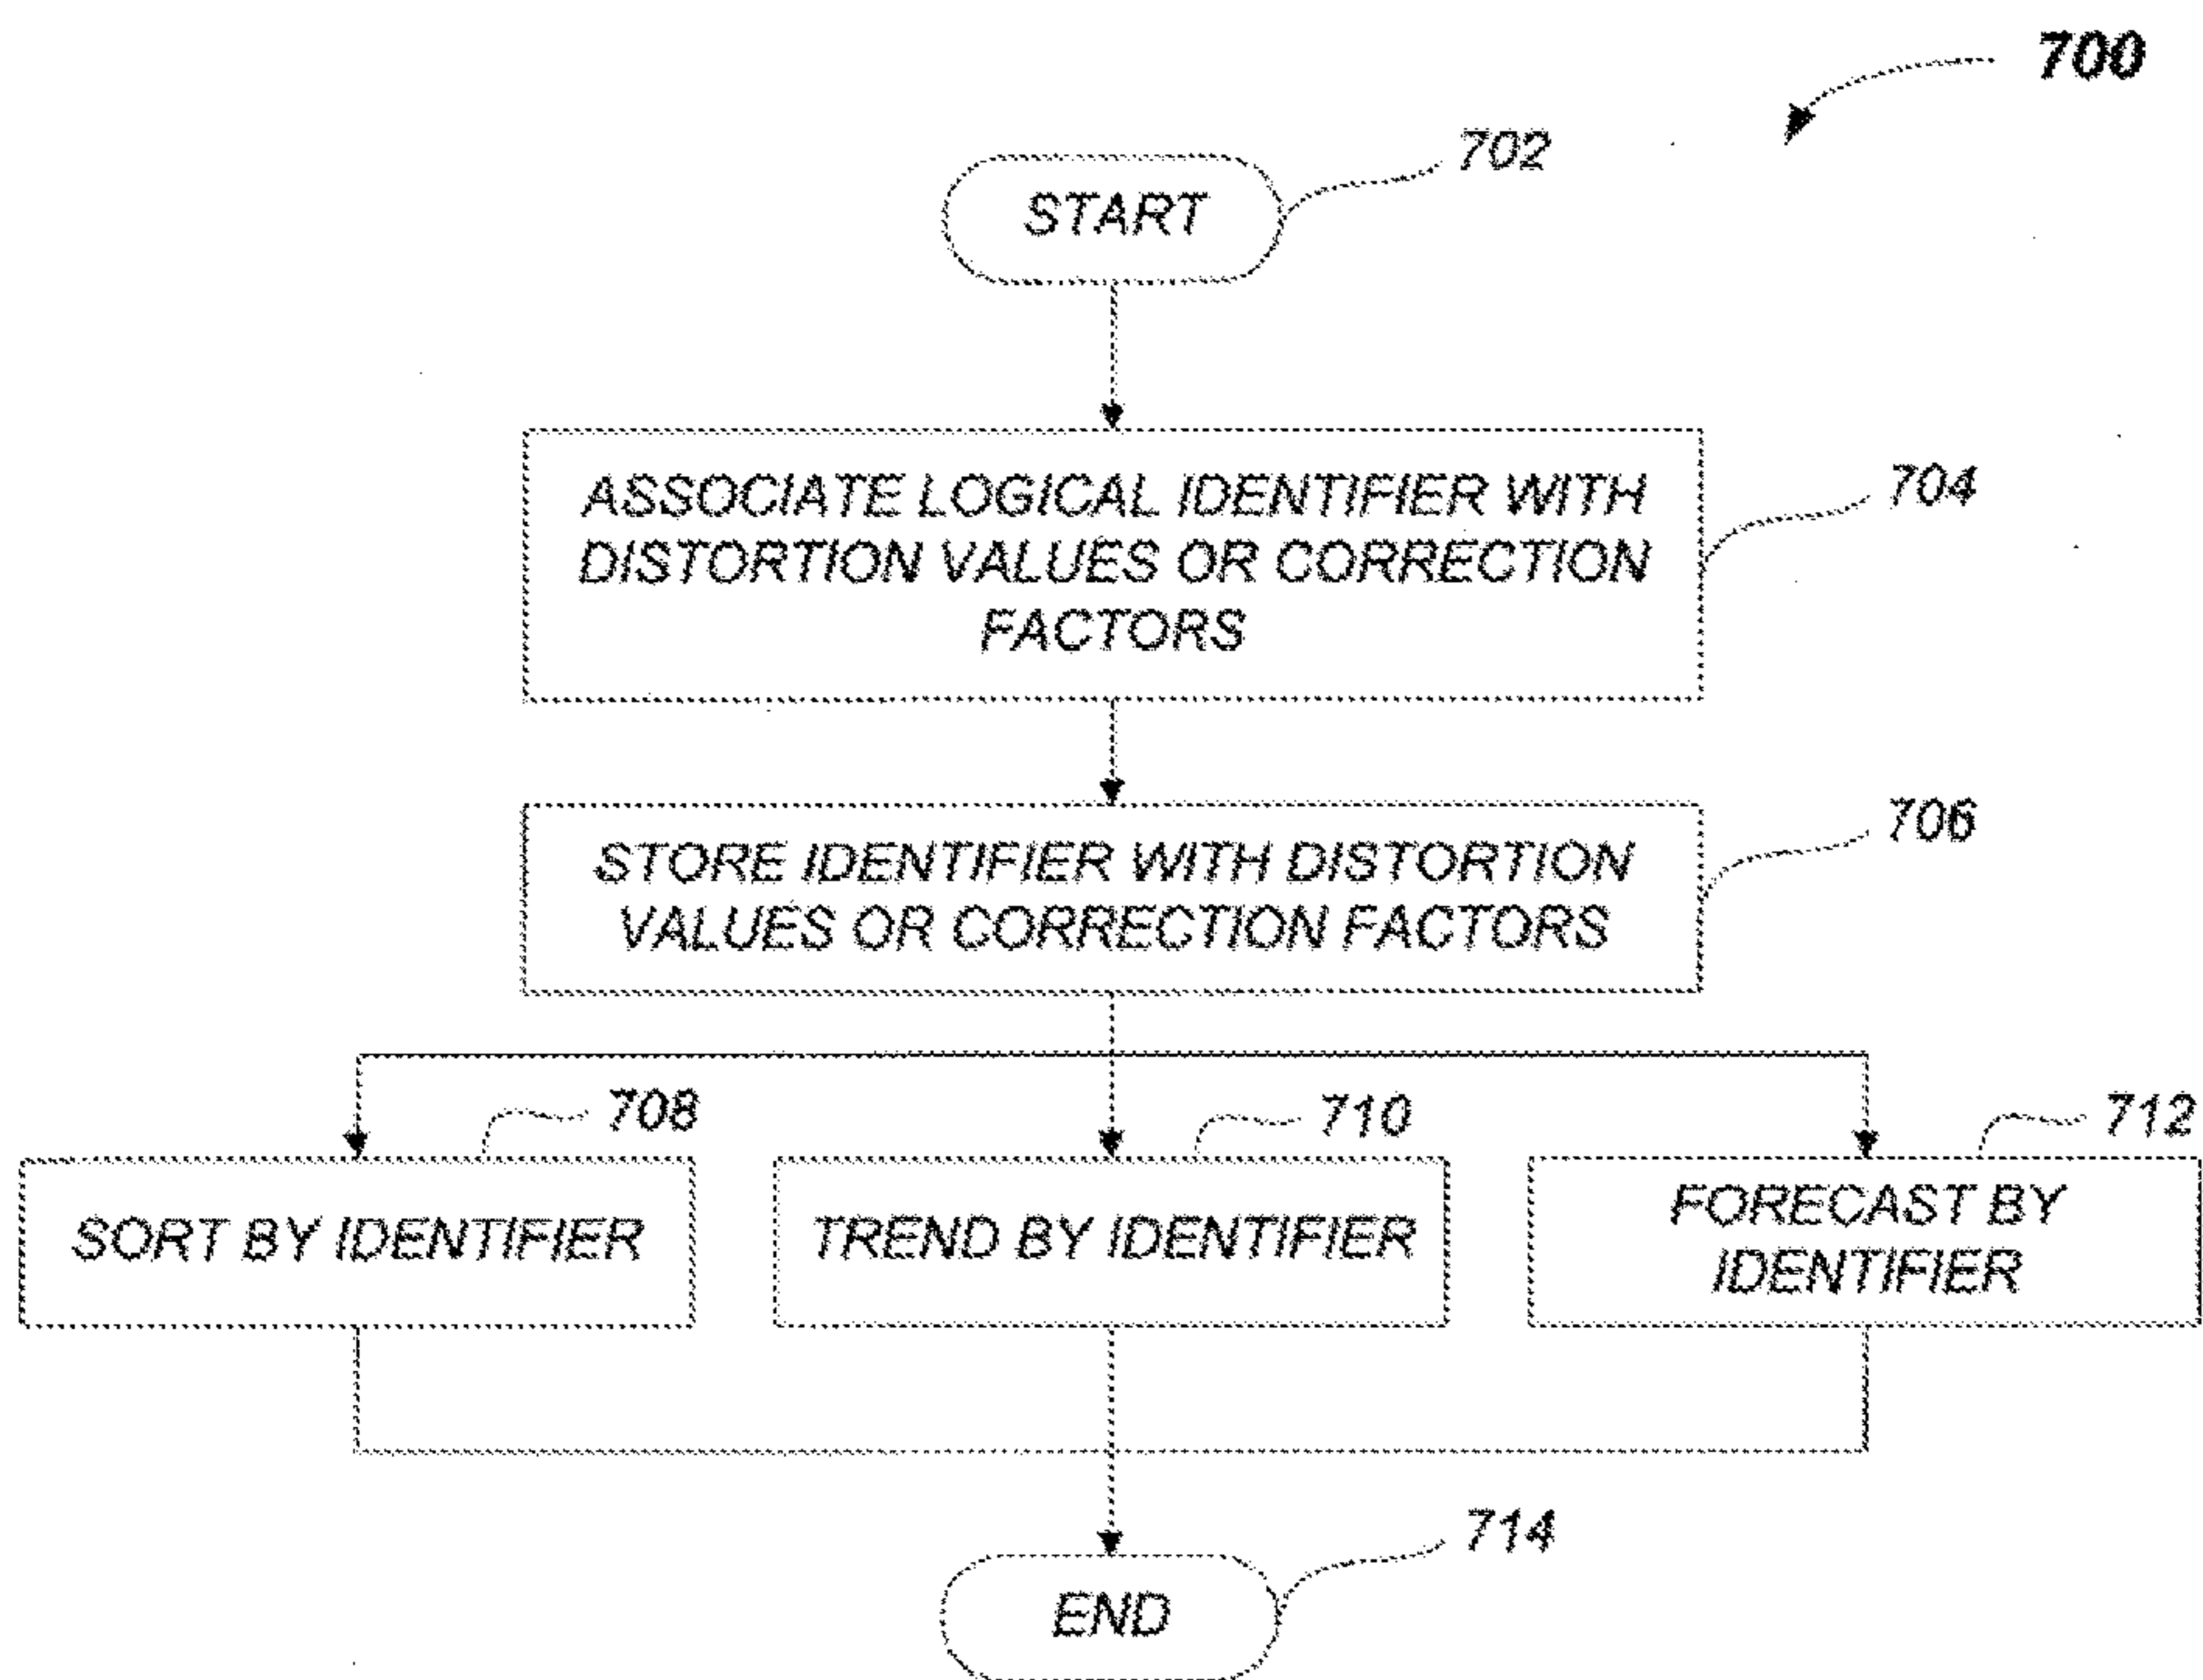 700
702
START
ASSOCIATE LOGICAL IDENTIFIER WITH
DISTORTION VALUES OR CORRECTION
FACTORS
704
STORE IDENTIFIER WITH DISTORTION
VALUES OR CORRECTION FACTORS
706
708
710
712
SORT BY IDENTIFIER
TREND BY IDENTIFIER
FORECAST BY
IDENTIFIER
714
END